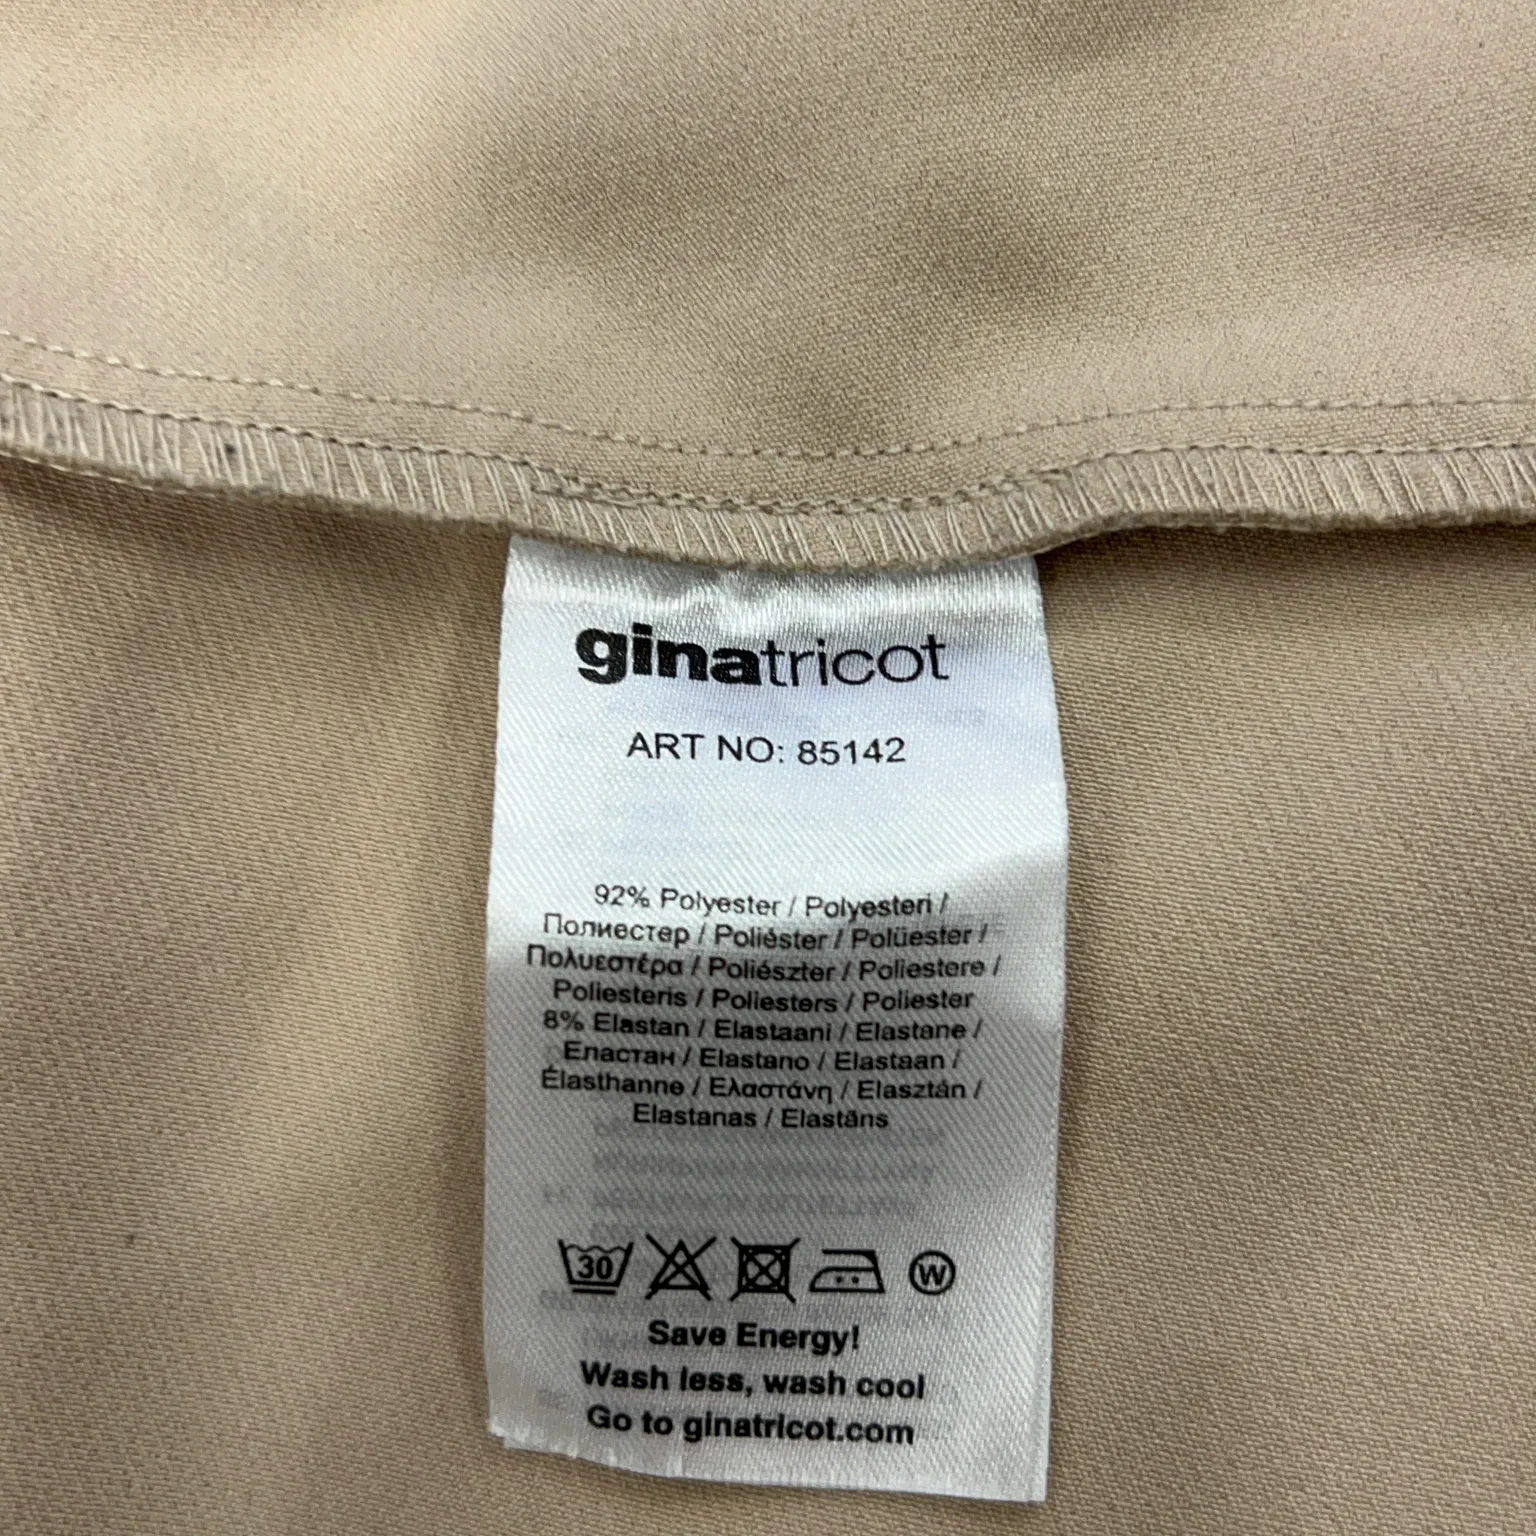 ginatricot
ART NO: 85142
92% Polyester / Polyesteri /
Полиестер / Poliéster / Polüester /
Πολυεστέρα / Poliészter / Poliestere /
Poliesteris / Poliesters / Poliester
8% Elastan / Elastaani / Elastane /
Еластан / Elastano / Elastaan /
Élasthanne / Ελαστάνη / Elasztán /
Elastanas / Elastāns
30 W
Save Energy!
Wash less, wash cool
Go to ginatricot.com